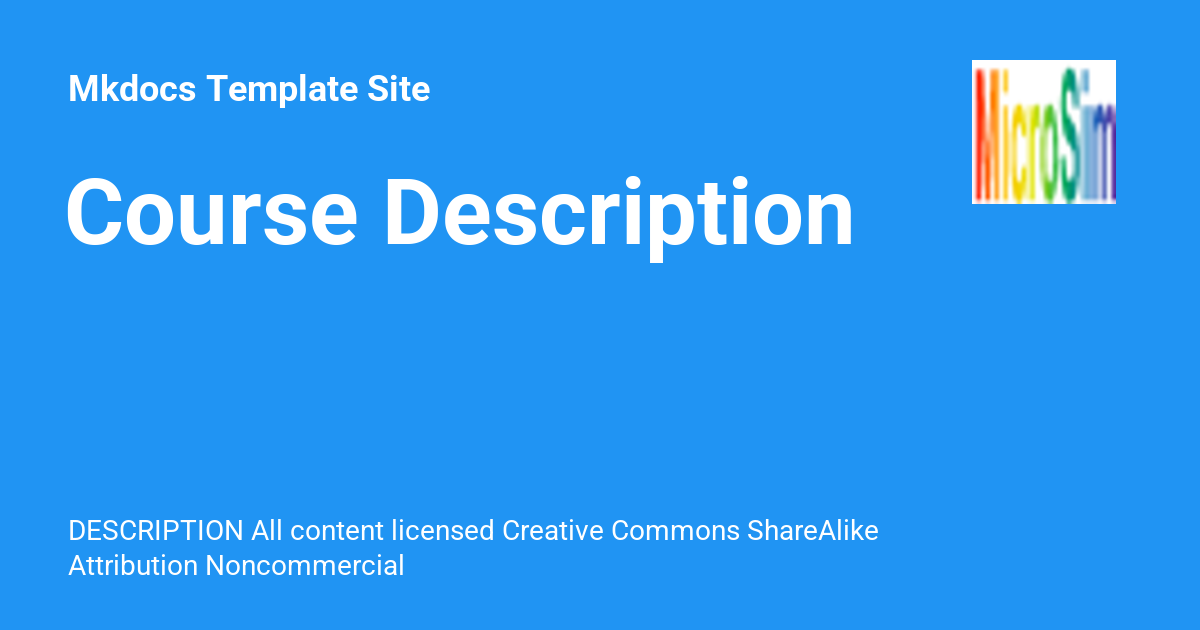 Mkdocs Template Site
MicroSim
Course Description
DESCRIPTION All content licensed Creative Commons ShareAlike
Attribution Noncommercial